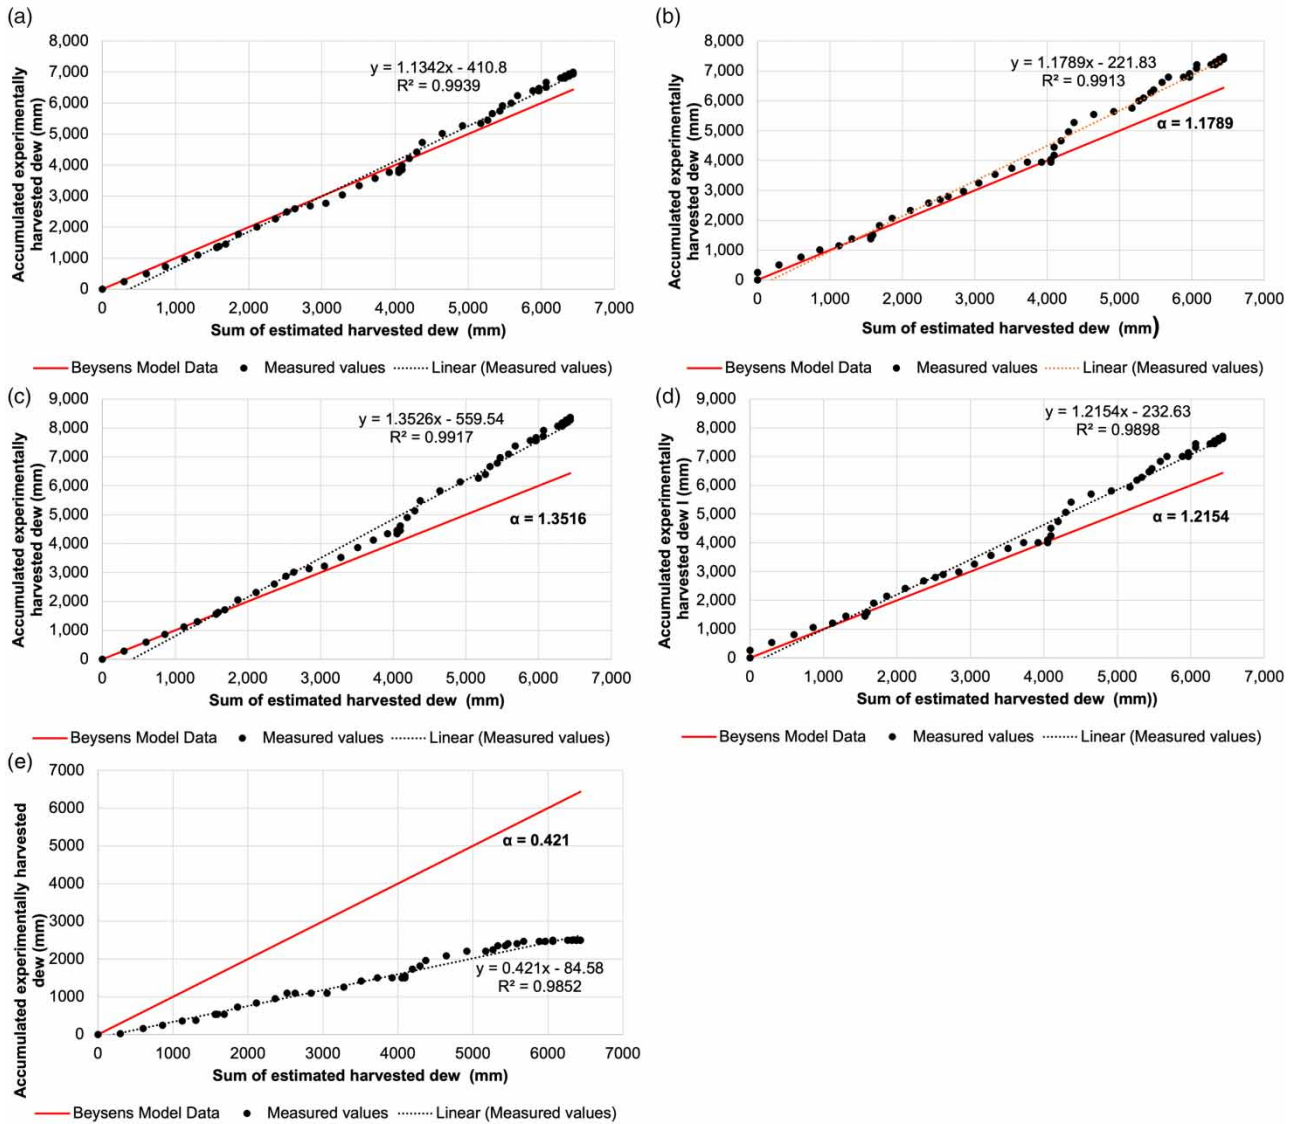 (a)
8,000
7,000
6,000
5,000
4,000
3,000
2,000
1,000
0
Accumulated experimentally
harvested dew (mm)
y = 1.1342x - 410.8
R² = 0.9939
0 1,000 2,000 3,000 4,000 5,000 6,000 7,000
Sum of estimated harvested dew (mm)
Beysens Model Data Measured values Linear (Measured values)
(b)
8,000
7,000
6,000
5,000
4,000
3,000
2,000
1,000
0
Accumulated experimentally
harvested dew (mm)
y = 1.1789x - 221.83
R² = 0.9913
α = 1.1789
0 1,000 2,000 3,000 4,000 5,000 6,000 7,000
Sum of estimated harvested dew (mm)
Beysens Model Data Measured values Linear (Measured values)
(c)
9,000
8,000
7,000
6,000
5,000
4,000
3,000
2,000
1,000
0
Accumulated experimentally
harvested dew (mm)
y = 1.3526x - 559.54
R² = 0.9917
α = 1.3516
0 1,000 2,000 3,000 4,000 5,000 6,000 7,000
Sum of estimated harvested dew (mm)
Beysens Model Data Measured values Linear (Measured values)
(d)
9,000
8,000
7,000
6,000
5,000
4,000
3,000
2,000
1,000
0
Accumulated experimentally
harvested dew l (mm))
y = 1.2154x - 232.63
R² = 0.9898
α = 1.2154
0 1,000 2,000 3,000 4,000 5,000 6,000 7,000
Sum of estimated harvested dew (mm))
Beysens Model Data Measured values Linear (Measured values)
(e)
7000
6000
5000
4000
3000
2000
1000
0
Accumulated experimentally harvested
dew (mm)
α = 0.421
y = 0.421x - 84.58
R² = 0.9852
0 1000 2000 3000 4000 5000 6000 7000
Sum of estimated harvested dew (mm)
Beysens Model Data Measured values Linear (Measured values)